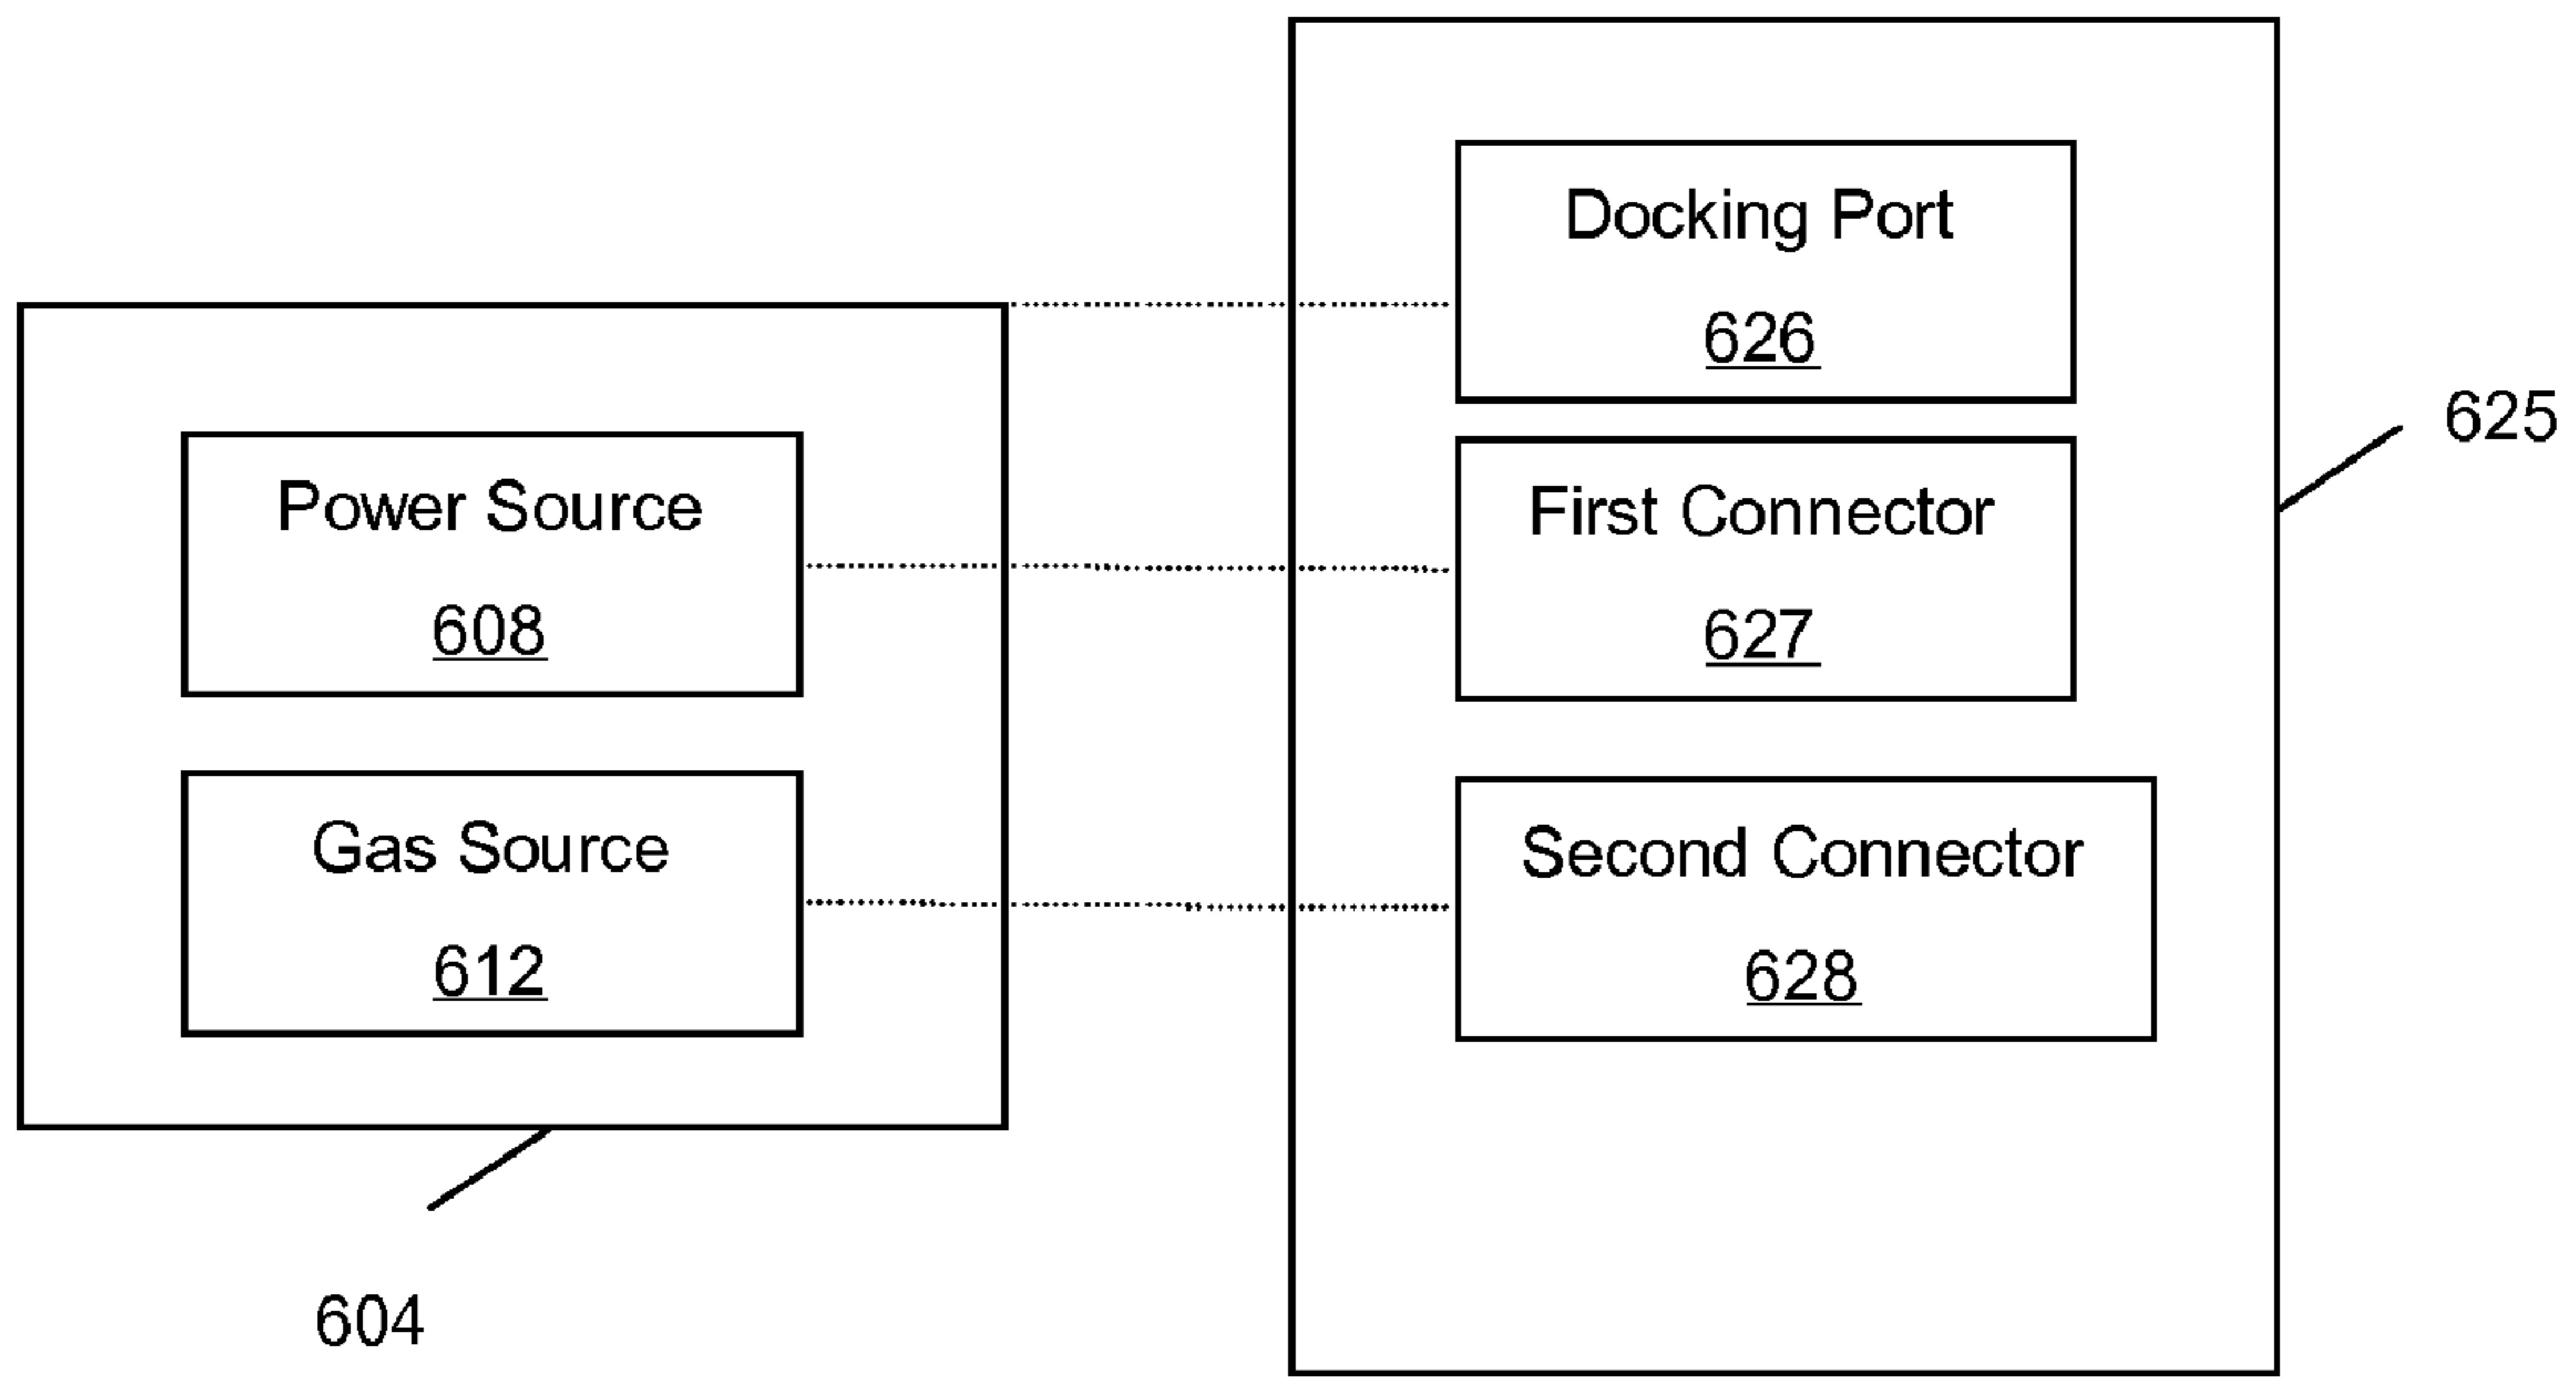 Docking Port
626
625
Power Source
608
First Connector
627
Gas Source
612
Second Connector
628
604